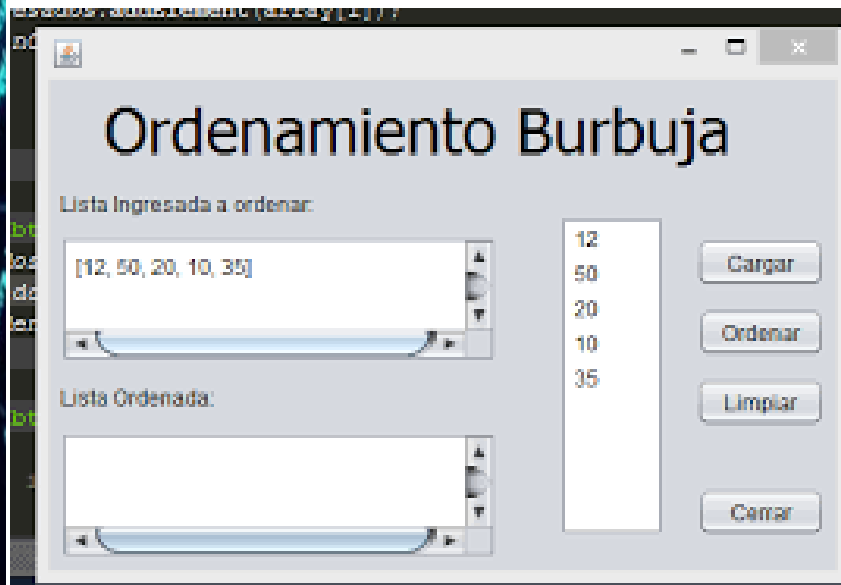 Ordenamiento Burbuja
Lista Ingresada a ordenar:
[12, 50, 20, 10, 35]
12
50
20
10
35
Cargar
Ordenar
Limpiar
Lista Ordenada:
Cerrar